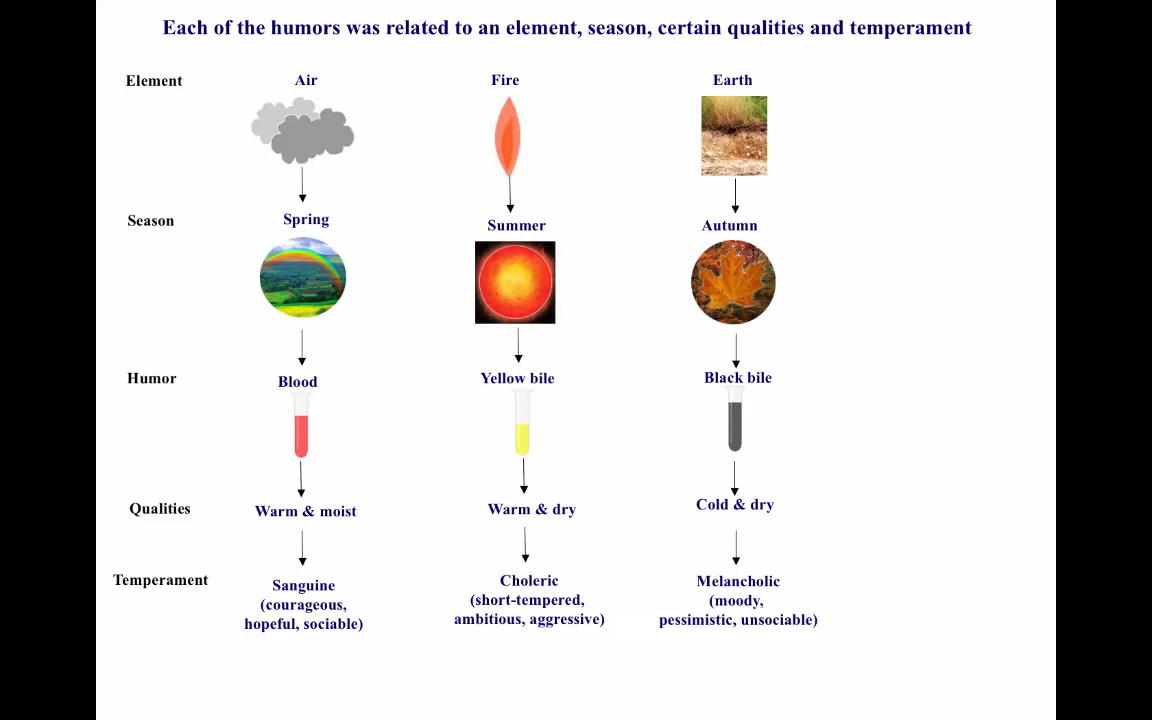 Each of the humors was related to an element, season, certain qualities and temperament
Element
Air
Fire
Earth
Season
Spring
Summer
Autumn
Humor
Blood
Yellow bile
Black bile
Qualities
Warm & moist
Warm & dry
Cold & dry
Temperament
Sanguine
(courageous,
hopeful, sociable)
Choleric
(short-tempered,
ambitious, aggressive)
Melancholic
(moody,
pessimistic, unsociable)